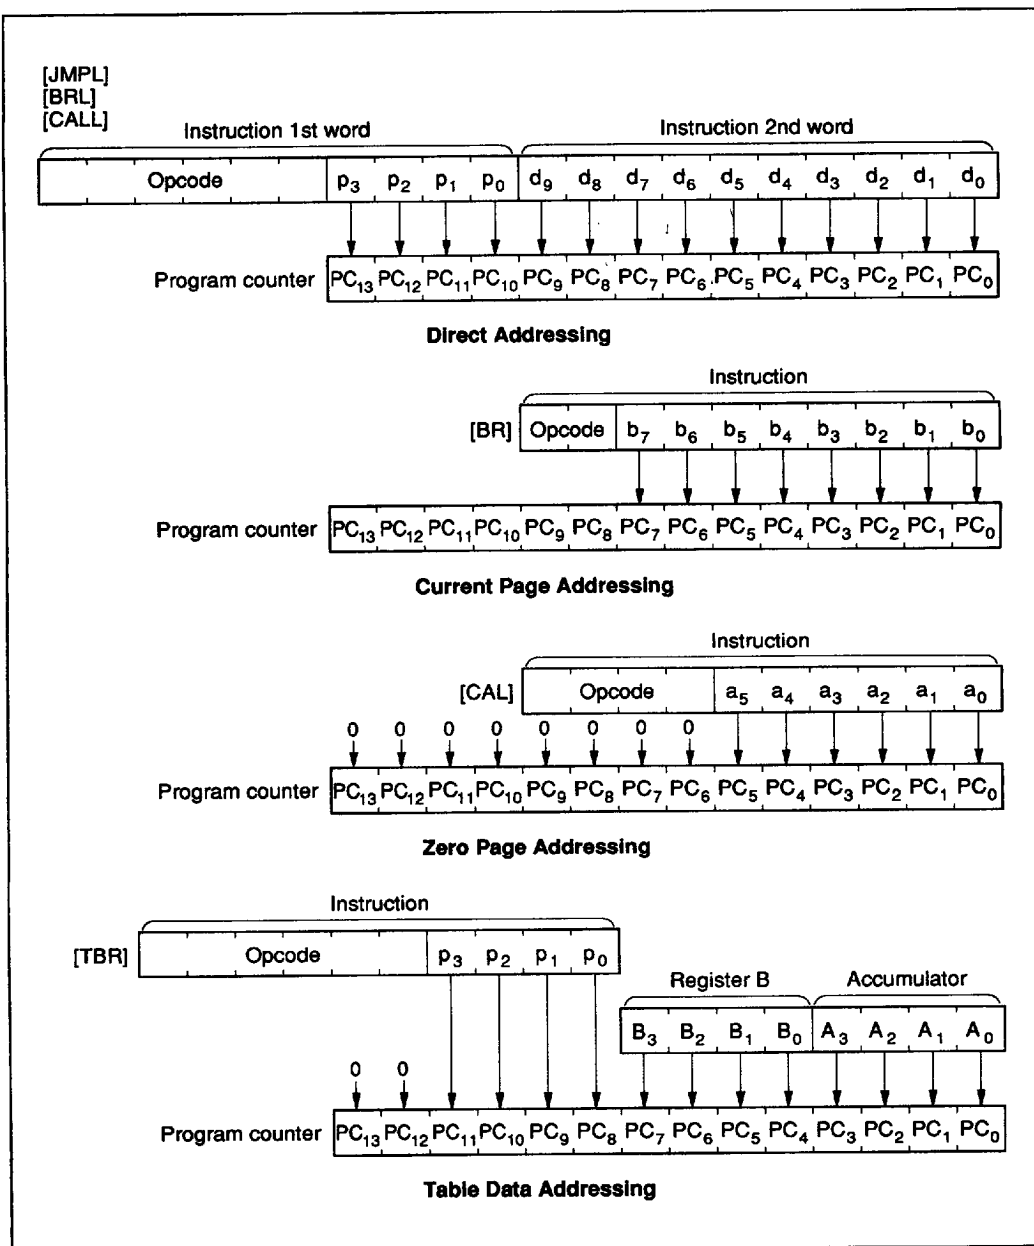 [JMPL]
[BRL]
[CALL]
Instruction 1st word Instruction 2nd word
Opcode p3 p2 p1 p0 d9 d8 d7 d6 d5 d4 d3 d2 d1 d0
Program counter PC13 PC12 PC11 PC10 PC9 PC8 PC7 PC6 PC5 PC4 PC3 PC2 PC1 PC0
Direct Addressing
Instruction
[BR] Opcode b7 b6 b5 b4 b3 b2 b1 b0
Program counter PC13 PC12 PC11 PC10 PC9 PC8 PC7 PC6 PC5 PC4 PC3 PC2 PC1 PC0
Current Page Addressing
Instruction
[CAL] Opcode a5 a4 a3 a2 a1 a0
0 0 0 0 0 0 0 0
Program counter PC13 PC12 PC11 PC10 PC9 PC8 PC7 PC6 PC5 PC4 PC3 PC2 PC1 PC0
Zero Page Addressing
Instruction
[TBR] Opcode p3 p2 p1 p0
Register B Accumulator
B3 B2 B1 B0 A3 A2 A1 A0
0 0
Program counter PC13 PC12 PC11 PC10 PC9 PC8 PC7 PC6 PC5 PC4 PC3 PC2 PC1 PC0
Table Data Addressing